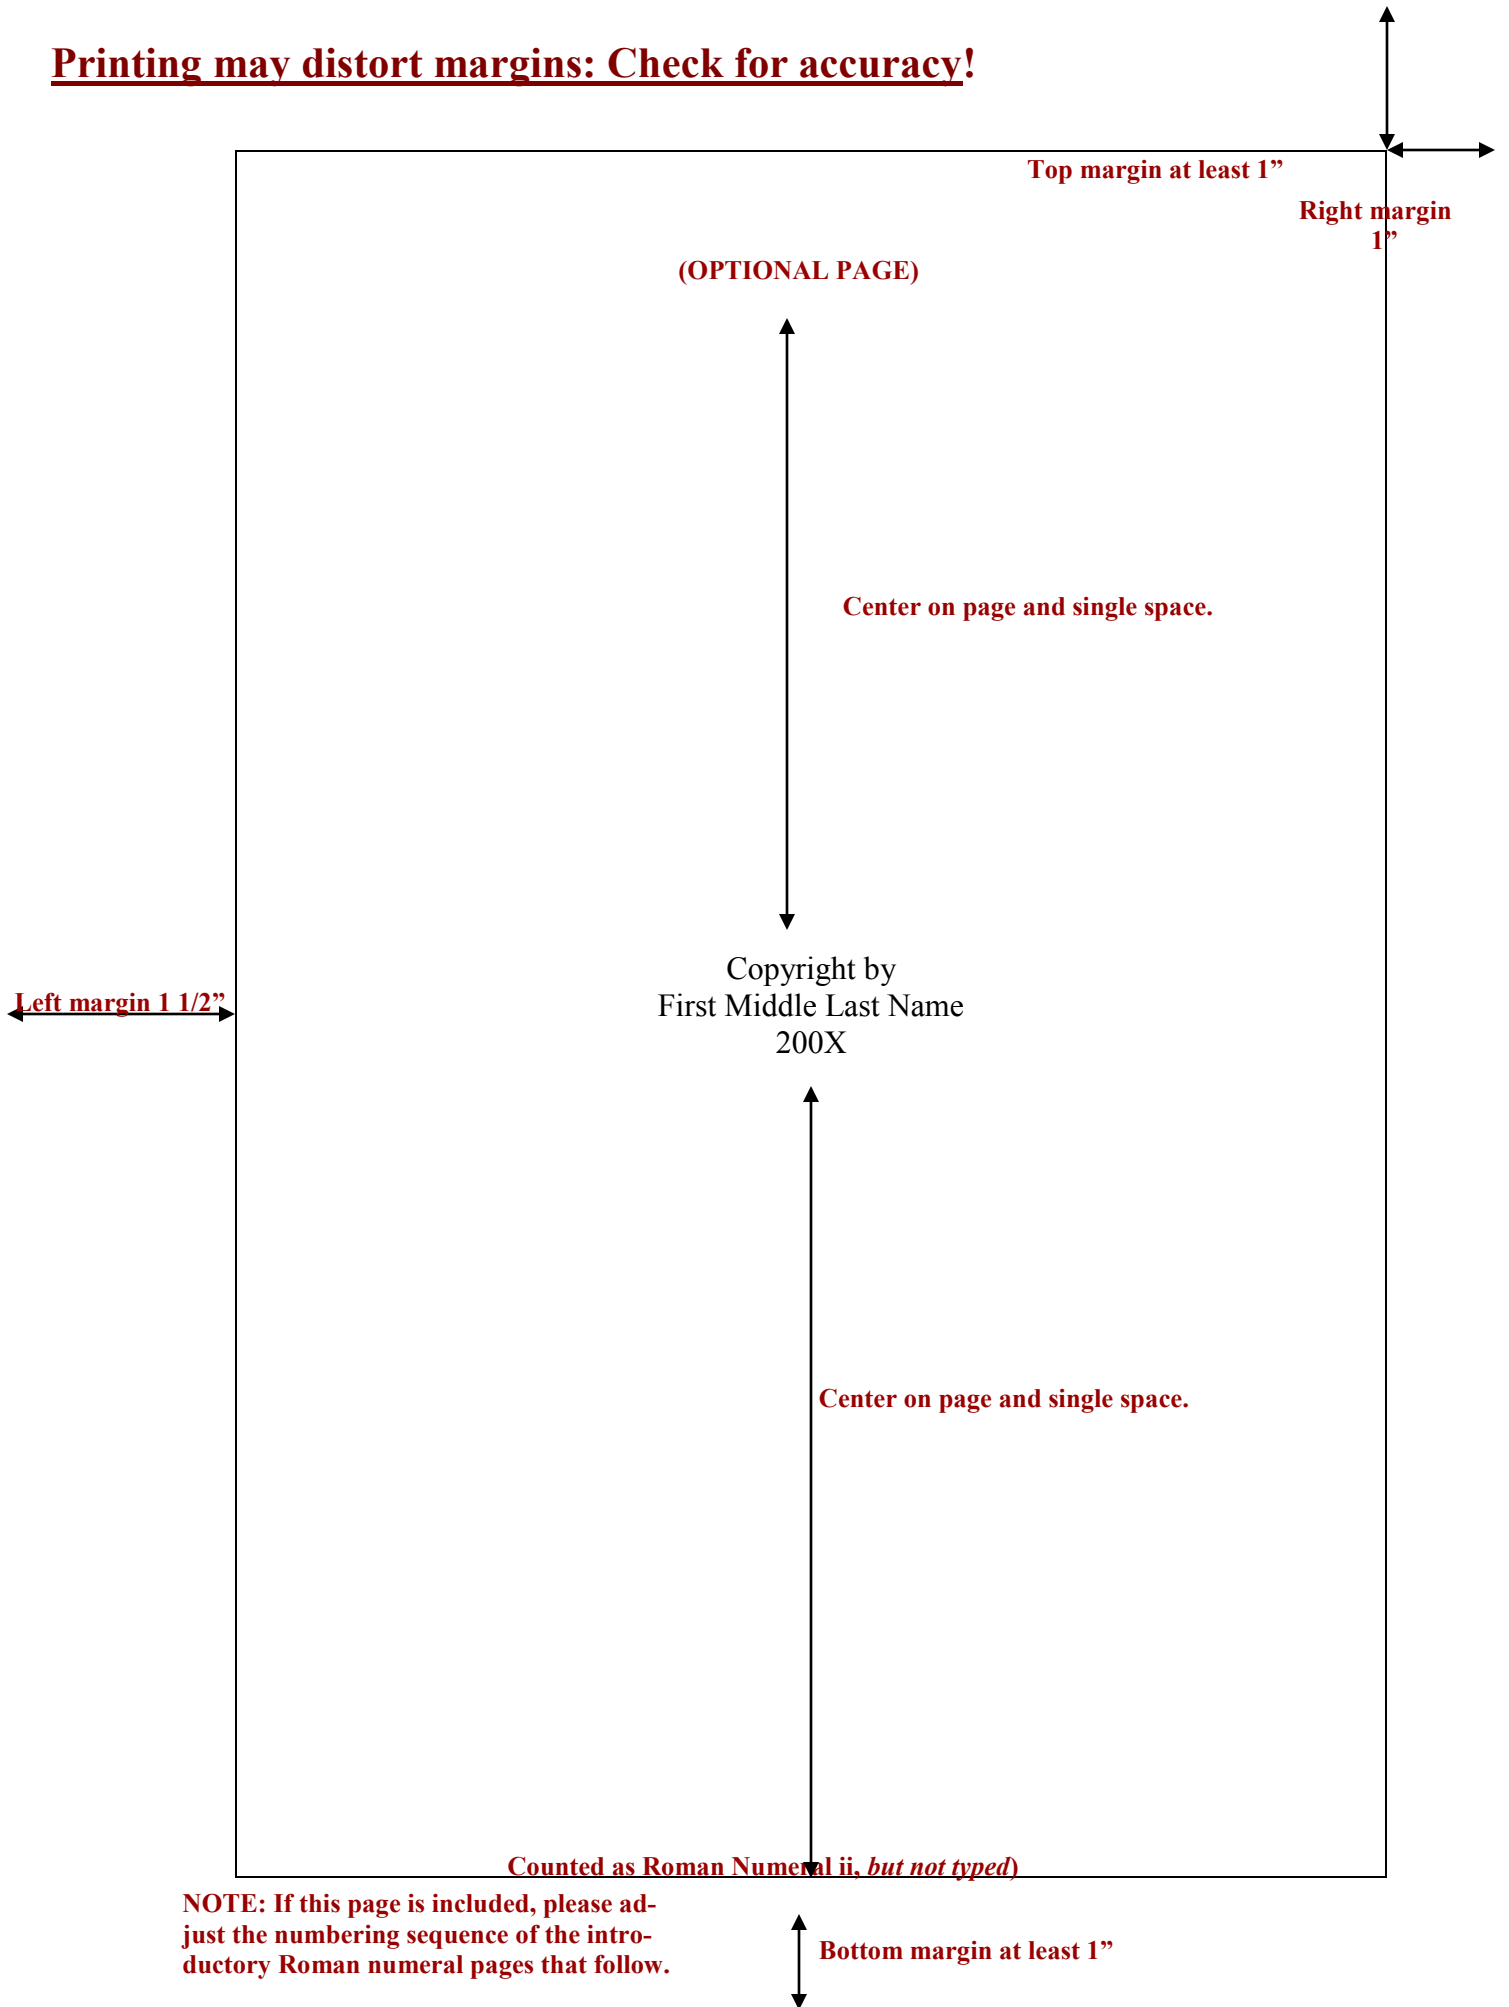 Printing may distort margins: Check for accuracy!
Top margin at least 1”
Right margin
1”
(OPTIONAL PAGE)
Center on page and single space.
Copyright by
First Middle Last Name
200X
Left margin 1 1/2”
Center on page and single space.
Counted as Roman Numeral ii, but not typed)
NOTE: If this page is included, please ad-
just the numbering sequence of the intro-
ductory Roman numeral pages that follow.
Bottom margin at least 1”